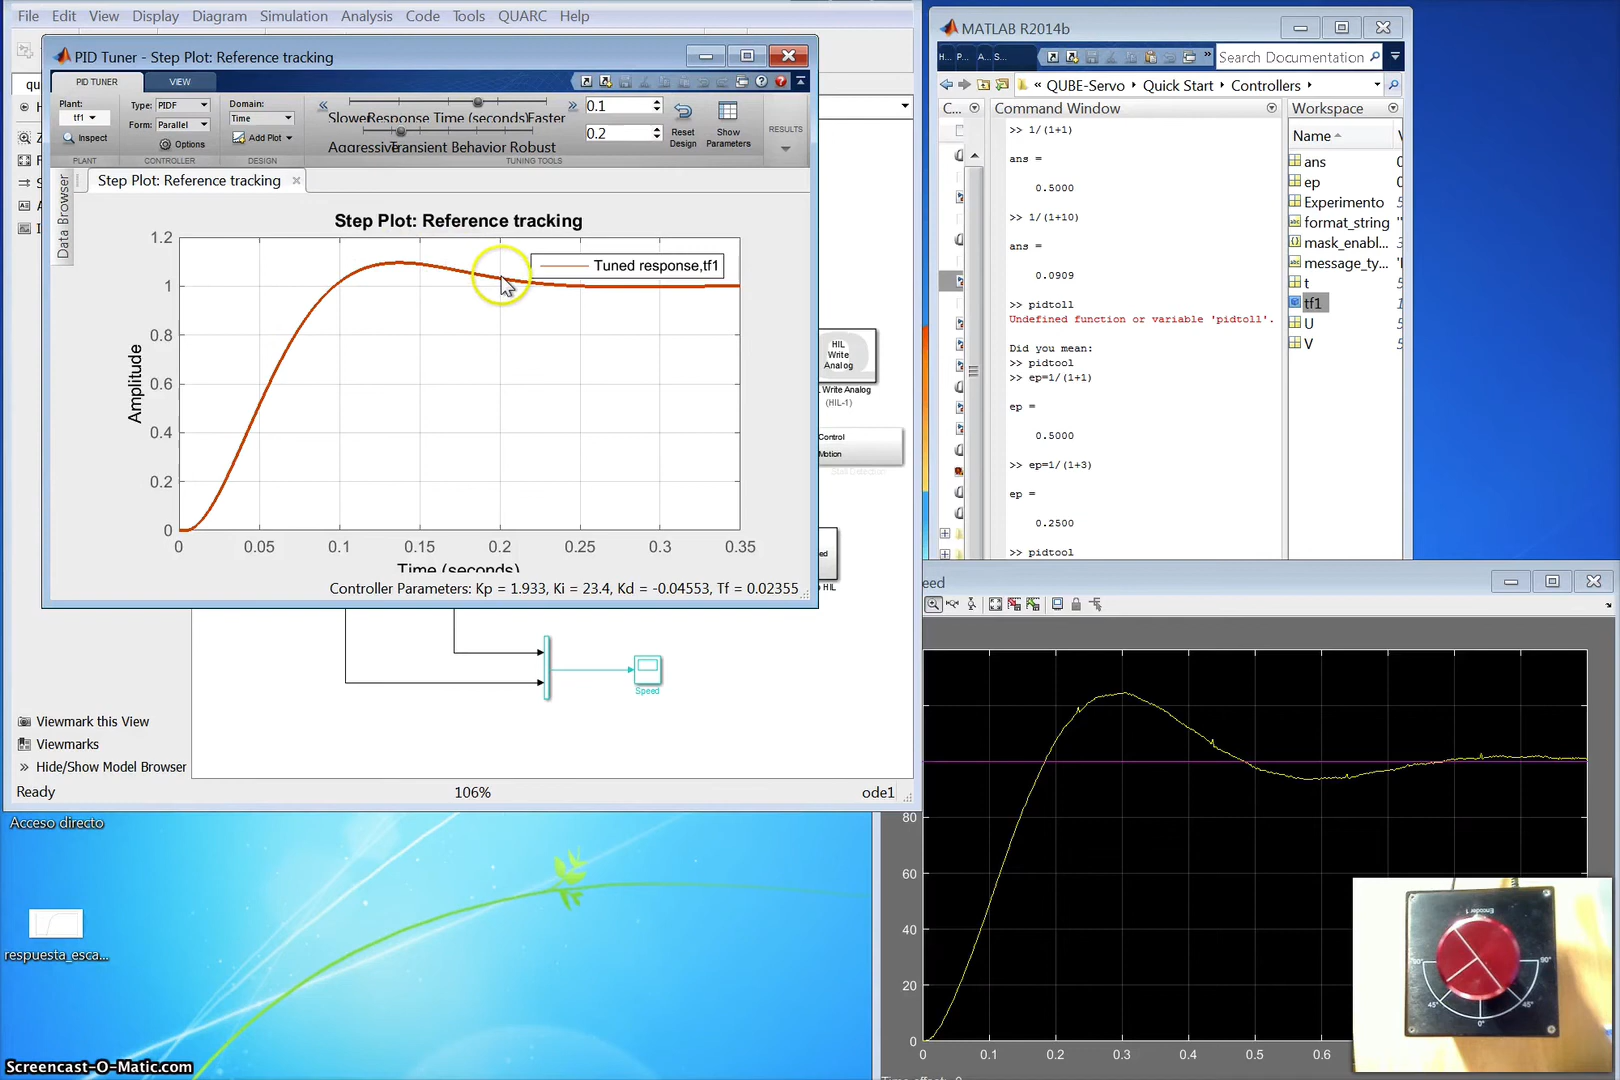 File Edit View Display Diagram Simulation Analysis Code Tools QUARC Help
PID Tuner - Step Plot: Reference tracking
PID TUNER VIEW
Plant:
tf1
Inspect
PLANT
Type: PIDF
Form: Parallel
Options
CONTROLLER
Domain:
Time
Add Plot
DESIGN
Slower Response Time (seconds) Faster
0.1
Aggressive Transient Behavior Robust
0.2
Reset Design
Show Parameters
TUNING TOOLS
RESULTS
Data Browser
Step Plot: Reference tracking
Step Plot: Reference tracking
Tuned response,tf1
Amplitude
1.2
1
0.8
0.6
0.4
0.2
0
0 0.05 0.1 0.15 0.2 0.25 0.3 0.35
Time (seconds)
Controller Parameters: Kp = 1.933, Ki = 23.4, Kd = -0.04553, Tf = 0.02355
qu
HIL
Write
Analog
Write Analog
(HIL-1)
Control
Motion
HIL
Speed
Viewmark this View
Viewmarks
Hide/Show Model Browser
Ready 106% ode1
MATLAB R2014b
H... P... A... S...
Search Documentation
« QUBE-Servo Quick Start Controllers
C...
Command Window
>> 1/(1+1)
ans =
0.5000
>> 1/(1+10)
ans =
0.0909
>> pidtoll
Undefined function or variable 'pidtoll'.
Did you mean:
>> pidtool
>> ep=1/(1+1)
ep =
0.5000
>> ep=1/(1+3)
ep =
0.2500
>> pidtool
Workspace
Name
ans
ep
Experimento
format_string
mask_enabl...
message_ty...
t
tf1
U
V
eed
80
60
40
20
0
0 0.1 0.2 0.3 0.4 0.5 0.6
Encoder 1
90° 90°
45° 45°
0°
Acceso directo
respuesta_esca...
Screencast-O-Matic.com